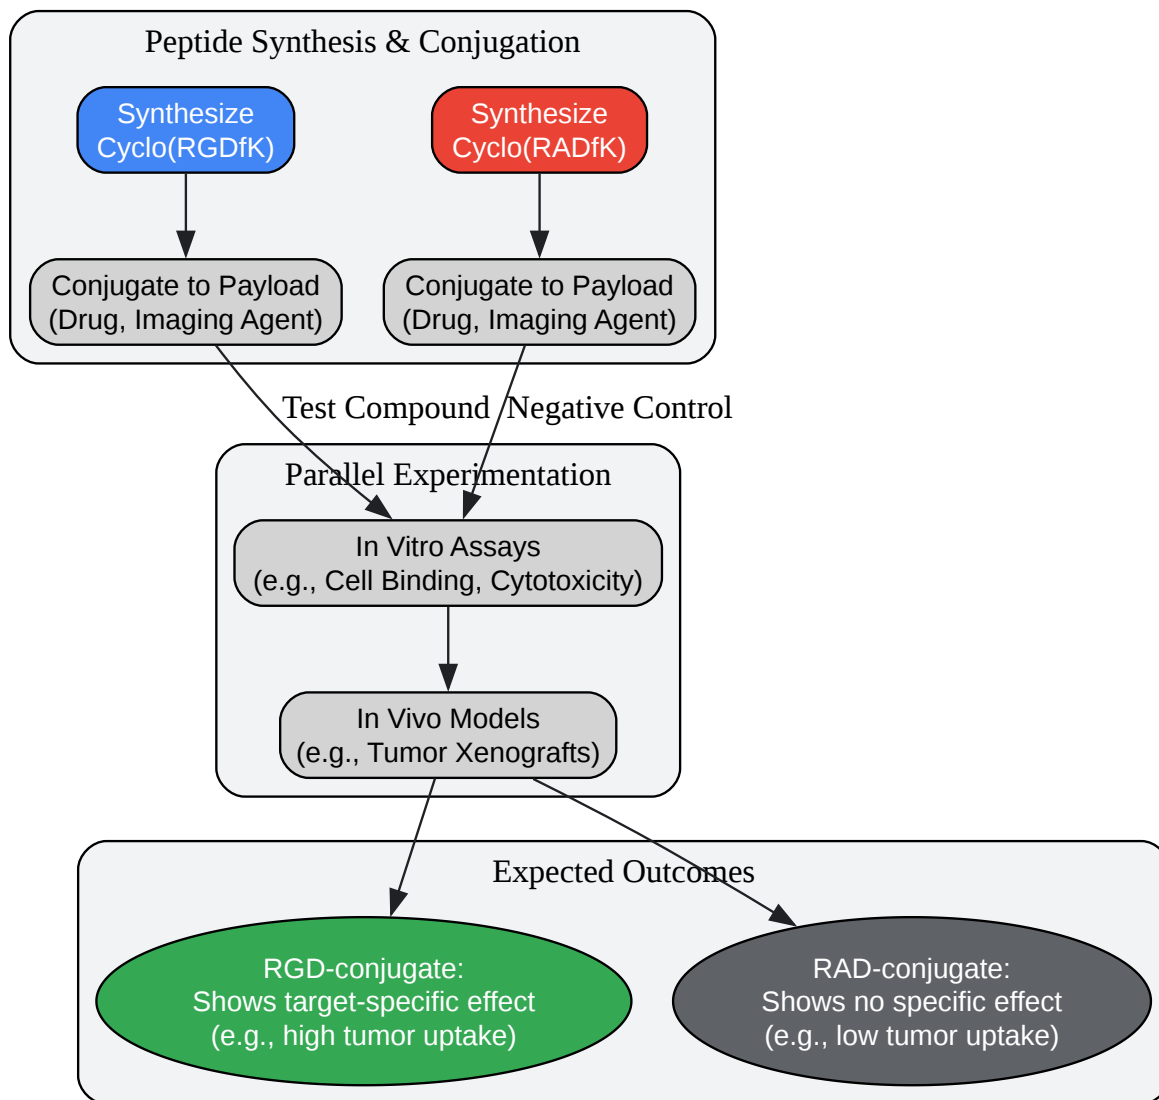 Peptide Synthesis & Conjugation
Synthesize
Cyclo(RGDfK)
Synthesize
Cyclo(RADfK)
Conjugate to Payload
(Drug, Imaging Agent)
Conjugate to Payload
(Drug, Imaging Agent)
Test Compound
Negative Control
Parallel Experimentation
In Vitro Assays
(e.g., Cell Binding, Cytotoxicity)
In Vivo Models
(e.g., Tumor Xenografts)
Expected Outcomes
RGD-conjugate:
Shows target-specific effect
(e.g., high tumor uptake)
RAD-conjugate:
Shows no specific effect
(e.g., low tumor uptake)